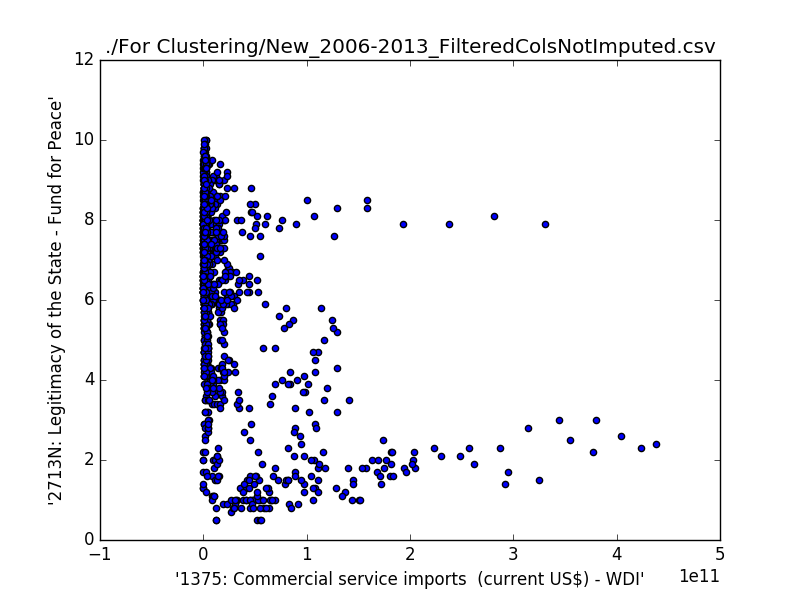 ./For Clustering/New_2006-2013_FilteredColsNotImputed.csv
12
10
8
6
4
2
0
'2713N: Legitimacy of the State - Fund for Peace'
−1 0 1 2 3 4 5
1e11
'1375: Commercial service imports  (current US$) - WDI'